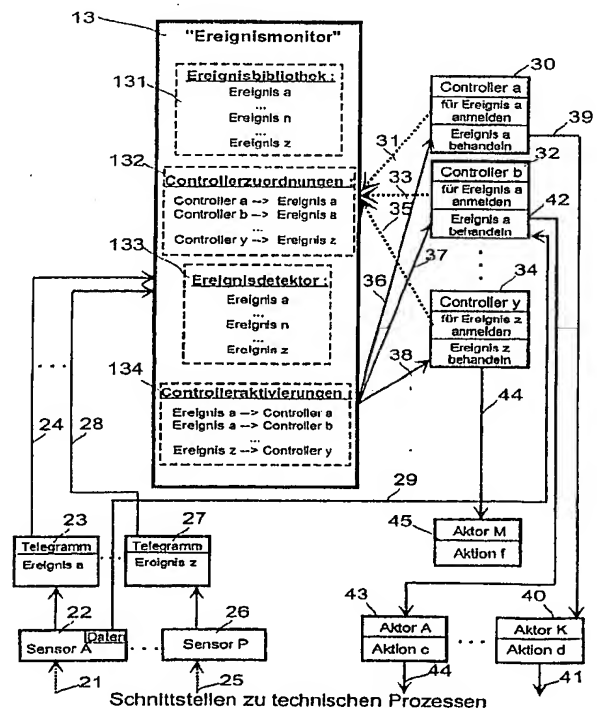 13
"Ereignismonitor"
131
Ereignisbibliothek :
Ereignis a
...
Ereignis n
...
Ereignis z
132
Controllerzuordnungen :
Controller a --> Ereignis a
Controller b --> Ereignis a
...
Controller y --> Ereignis z
133
Ereignisdetektor :
Ereignis a
...
Ereignis n
...
Ereignis z
134
Controlleraktivierungen
Ereignis a --> Controller a
Ereignis a --> Controller b
...
Ereignis z --> Controller y
30
Controller a
für Ereignis a
anmelden
Ereignis a
behandeln
39
31
32
Controller b
für Ereignis a
anmelden
Ereignis a
behandeln
33
42
35
36
37
34
Controller y
für Ereignis z
anmelden
Ereignis z
behandeln
38
24
28
44
29
23
Telegramm
Ereignis a
27
Telegramm
Ereignis z
45
Aktor M
Aktion f
22
Daten
Sensor A
26
Sensor P
43
Aktor A
Aktion c
40
Aktor K
Aktion d
21
25
44
41
Schnittstellen zu technischen Prozessen